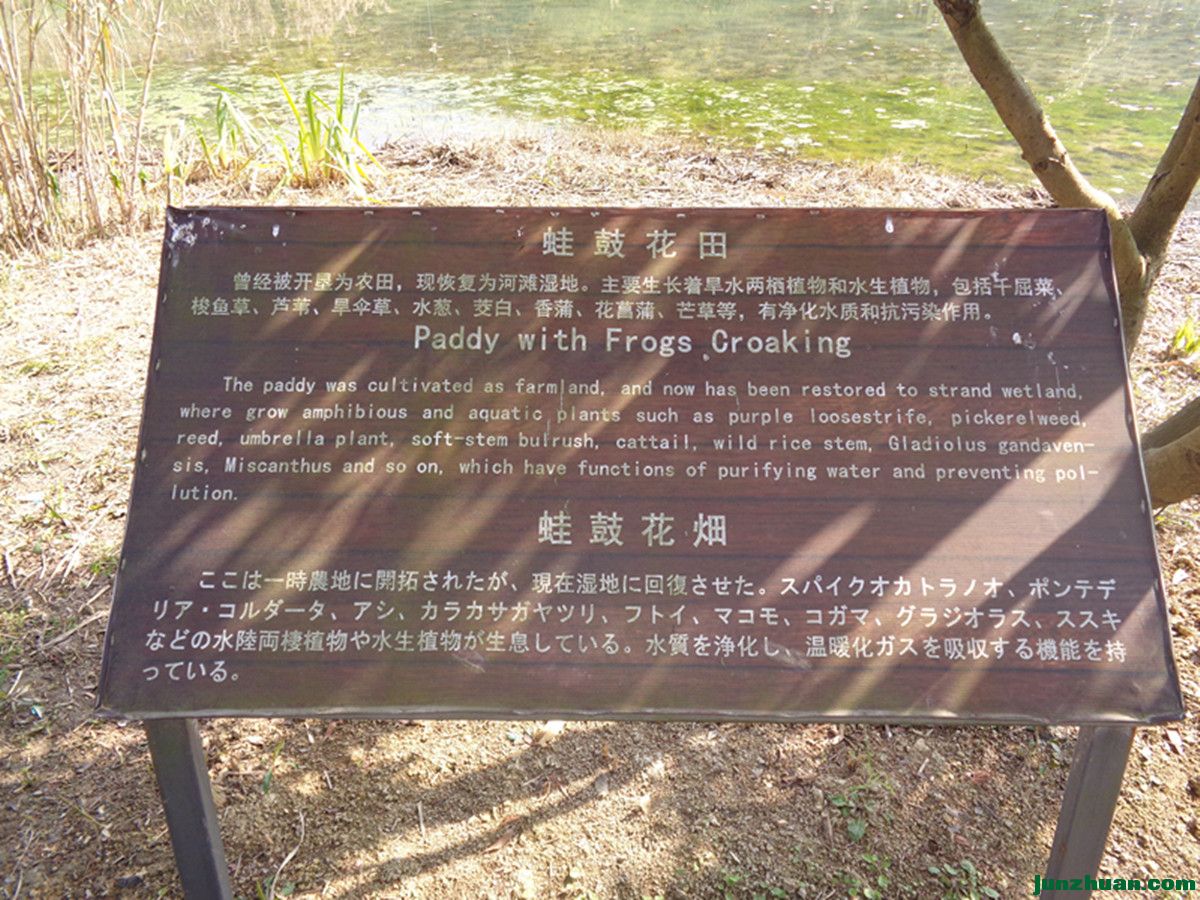 蛙鼓花田
曾经被开垦为农田，现恢复为河滩湿地。主要生长着旱水两栖植物和水生植物，包括千屈菜、
梭鱼草、芦苇、旱伞草、水葱、茭白、香蒲、花菖蒲、芒草等，有净化水质和抗污染作用。
Paddy with Frogs Croaking
The paddy was cultivated as farmland, and now has been restored to strand wetland,
where grow amphibious and aquatic plants such as purple loosestrife, pickerelweed,
reed, umbrella plant, soft-stem bulrush, cattail, wild rice stem, Gladiolus gandaven-
sis, Miscanthus and so on, which have functions of purifying water and preventing pol-
lution.
蛙鼓花畑
ここは一時農地に開拓されたが、現在湿地に回復させた。スパイクオカトラノオ、ポンテデ
リア・コルダータ、アシ、カラカサガヤツリ、フトイ、マコモ、コガマ、グラジオラス、ススキ
などの水陸両棲植物や水生植物が生息している。水質を浄化し、温暖化ガスを吸収する機能を持
っている。
junzhuan.com